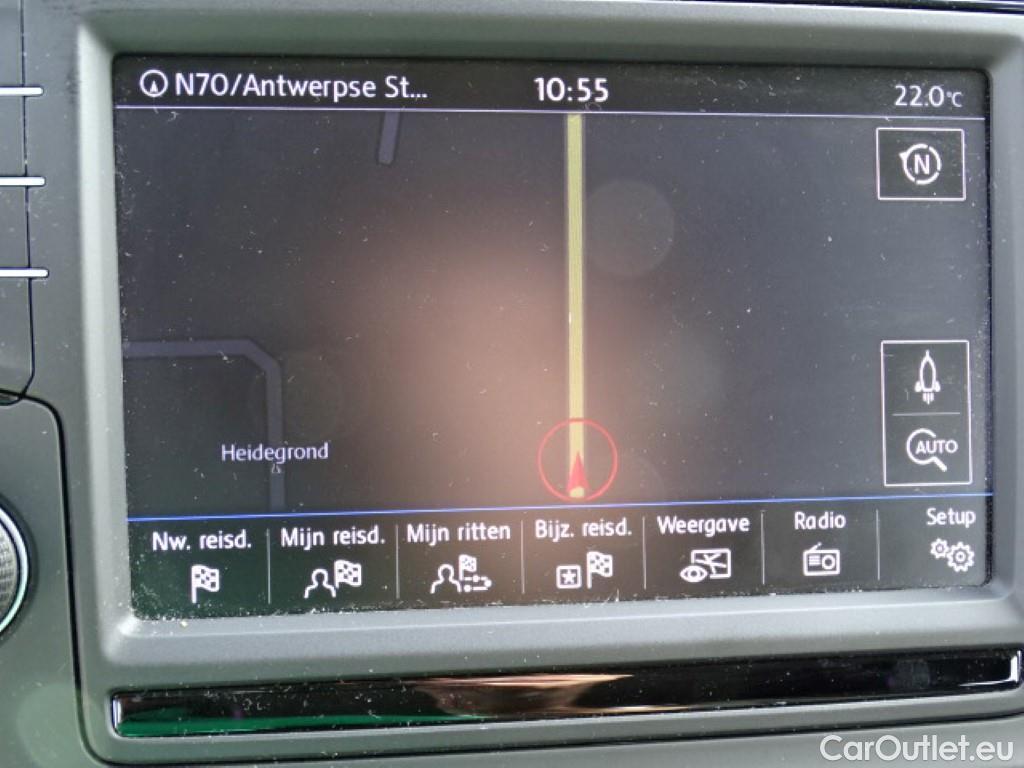 N70/Antwerpse St...
10:55
22.0°C
N
AUTO
Heidegrond
Nw. reisd.
Mijn reisd.
Mijn ritten
Bijz. reisd.
Weergave
Radio
Setup
CarOutlet.eu